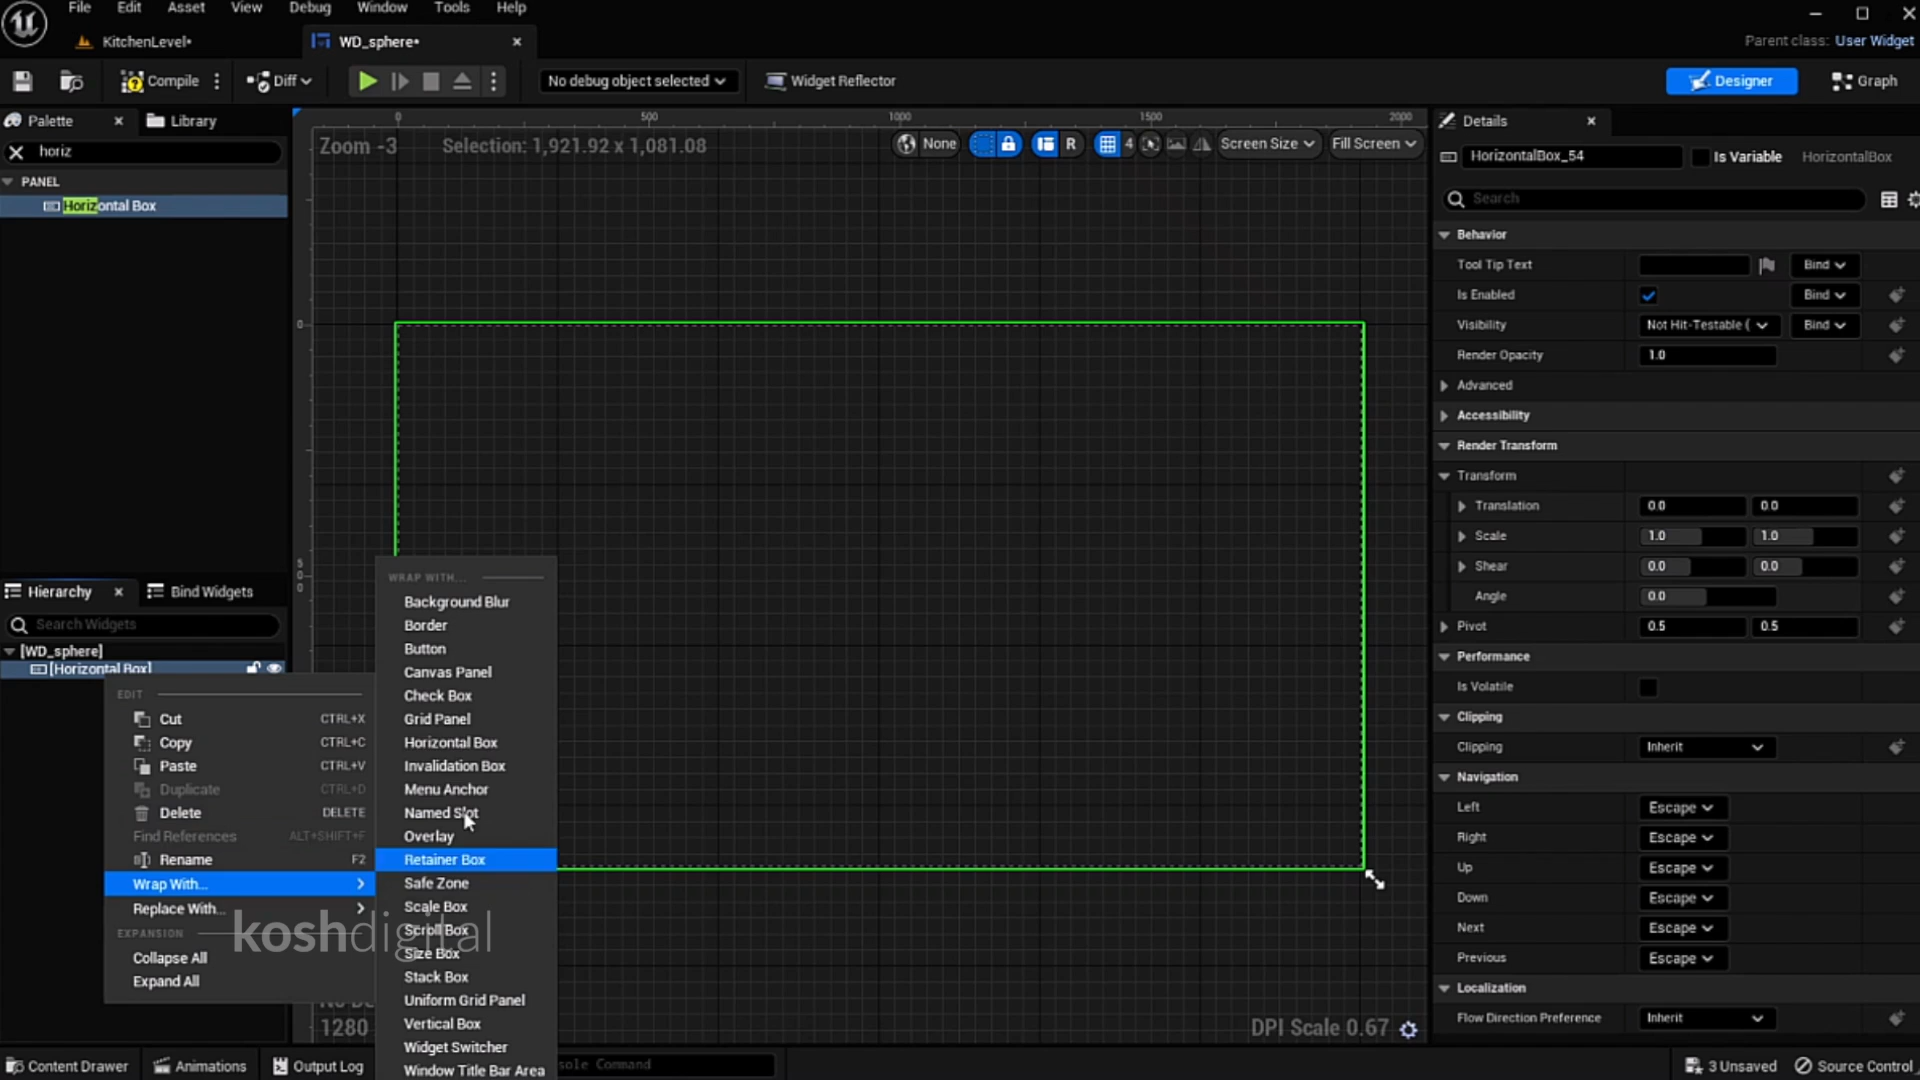 File Edit Asset View Debug Window Tools Help
KitchenLevel*
WD_sphere*
Parent class: User Widget
Compile
Diff
No debug object selected
Widget Reflector
Designer
Graph
Palette
Library
horiz
PANEL
Horizontal Box
0 500 1000 1500 2000
Zoom -3
Selection: 1,921.92 x 1,081.08
None
R
4
Screen Size
Fill Screen
0
5
0
0
Hierarchy
Bind Widgets
Search Widgets
[WD_sphere]
[Horizontal Box]
EDIT
Cut CTRL+X
Copy CTRL+C
Paste CTRL+V
Duplicate CTRL+D
Delete DELETE
Find References ALT+SHIFT+F
Rename F2
Wrap With...
Replace With...
EXPANSION
Collapse All
Expand All
WRAP WITH...
Background Blur
Border
Button
Canvas Panel
Check Box
Grid Panel
Horizontal Box
Invalidation Box
Menu Anchor
Named Slot
Overlay
Retainer Box
Safe Zone
Scale Box
Scroll Box
Size Box
Stack Box
Uniform Grid Panel
Vertical Box
Widget Switcher
Window Title Bar Area
koshdigital
1280
DPI Scale 0.67
Details
HorizontalBox_54
Is Variable
HorizontalBox
Search
Behavior
Tool Tip Text Bind
Is Enabled Bind
Visibility Not Hit-Testable ( Bind
Render Opacity 1.0
Advanced
Accessibility
Render Transform
Transform
Translation 0.0 0.0
Scale 1.0 1.0
Shear 0.0 0.0
Angle 0.0
Pivot 0.5 0.5
Performance
Is Volatile
Clipping
Clipping Inherit
Navigation
Left Escape
Right Escape
Up Escape
Down Escape
Next Escape
Previous Escape
Localization
Flow Direction Preference Inherit
Content Drawer
Animations
Output Log
sole Command
3 Unsaved
Source Control